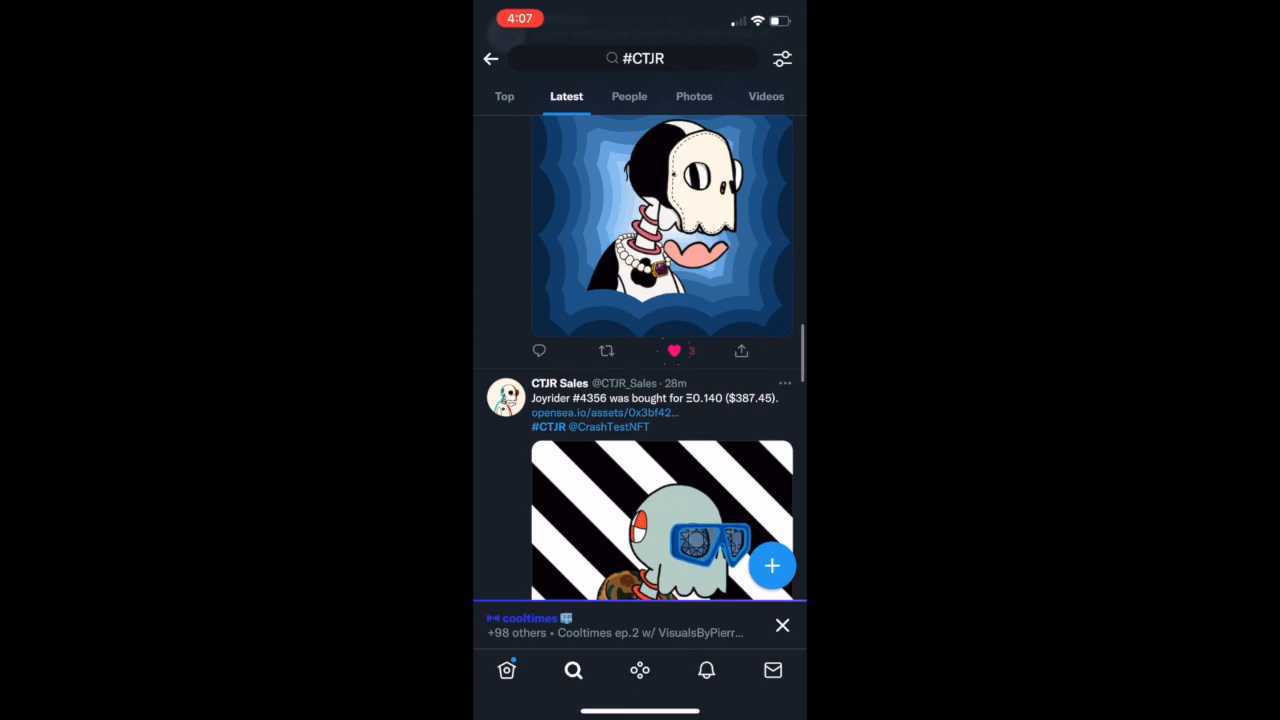 4:07
#CTJR
Top Latest People Photos Videos
3
CTJR Sales @CTJR_Sales · 28m
Joyrider #4356 was bought for Ξ0.140 ($387.45).
opensea.io/assets/0x3bf42...
#CTJR @CrashTestNFT
cooltimes
+98 others • Cooltimes ep.2 w/ VisualsByPierr...